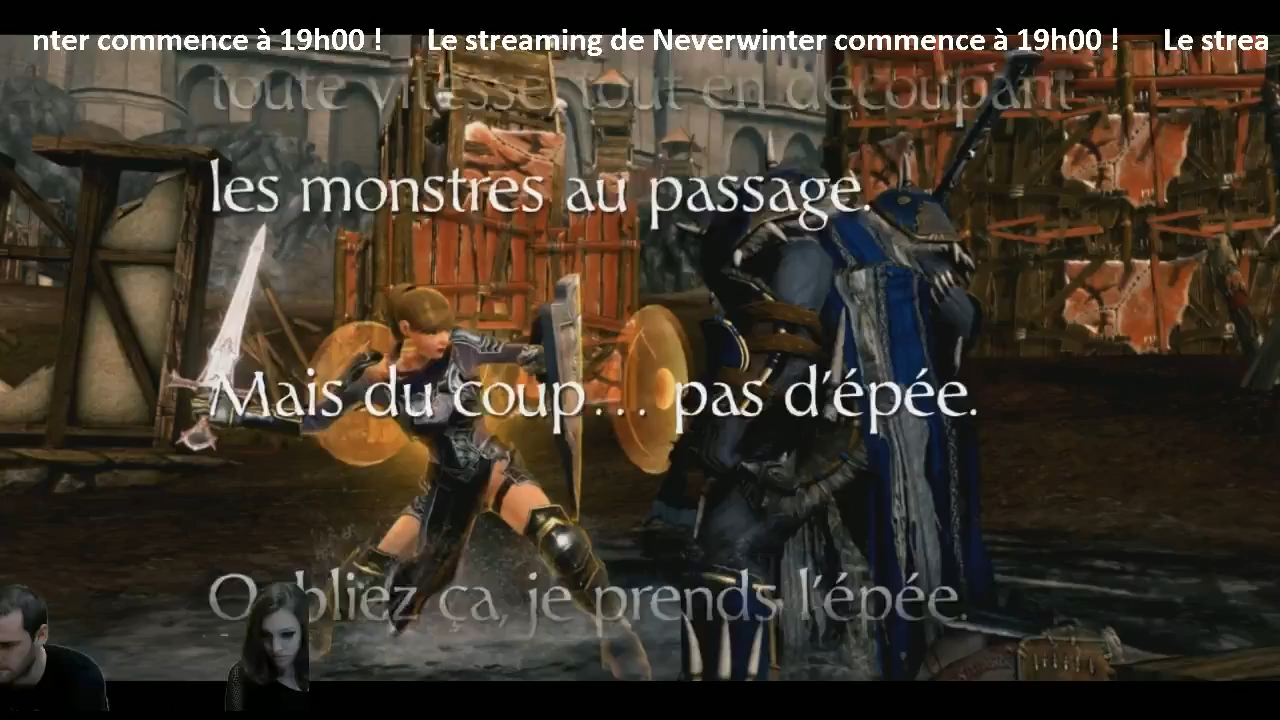 nter commence à 19h00 ! Le streaming de Neverwinter commence à 19h00 ! Le strea
toute vitesse, tout en découpant
les monstres au passage.
Mais du coup... pas d'épée.
Oubliez ça, je prends l'épée.